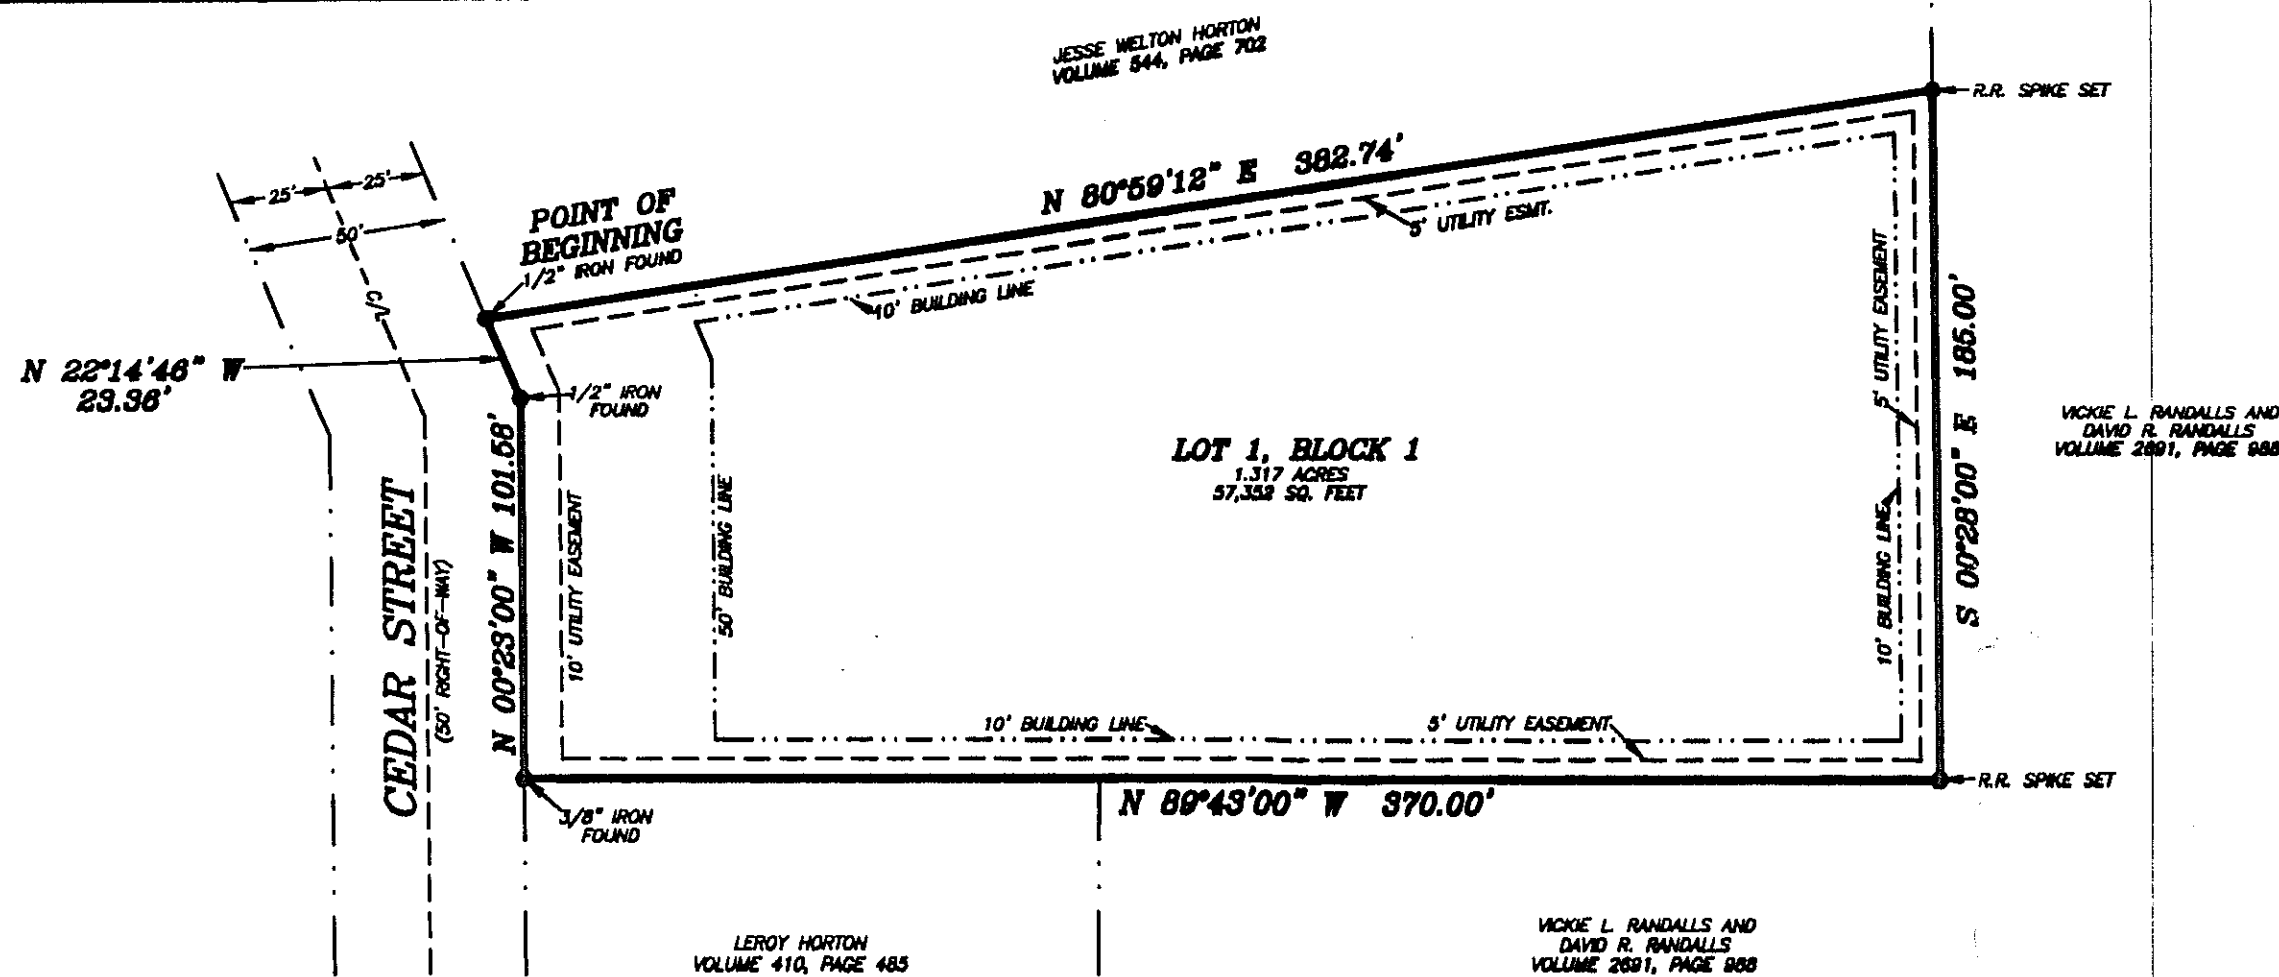 JESSE WELTON HORTON
VOLUME 544, PAGE 702
R.R. SPIKE SET
N 80°59'12" E 382.74'
25'
25'
50'
C/L
POINT OF
BEGINNING
1/2" IRON FOUND
5' UTILITY ESMT.
10' BUILDING LINE
N 22°14'46" W
23.36'
1/2" IRON
FOUND
5' UTILITY EASEMENT
S 00°28'00" E 185.00'
VICKIE L. RANDALLS AND
DAVID R. RANDALLS
VOLUME 2691, PAGE 988
LOT 1, BLOCK 1
1.317 ACRES
57,352 SQ. FEET
CEDAR STREET
(50' RIGHT-OF-WAY)
N 00°23'00" W 101.58'
10' UTILITY EASEMENT
50' BUILDING LINE
10' BUILDING LINE
10' BUILDING LINE
5' UTILITY EASEMENT
N 89°43'00" W 370.00'
R.R. SPIKE SET
3/8" IRON
FOUND
LEROY HORTON
VOLUME 410, PAGE 485
VICKIE L. RANDALLS AND
DAVID R. RANDALLS
VOLUME 2691, PAGE 988